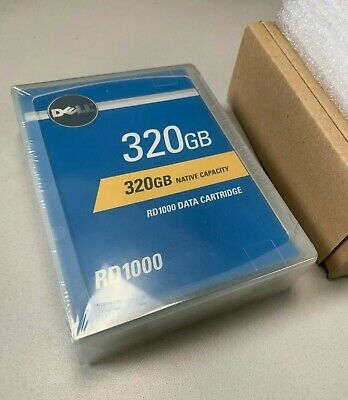 DELL
320GB
320GB NATIVE CAPACITY
RD1000 DATA CARTRIDGE
RD1000